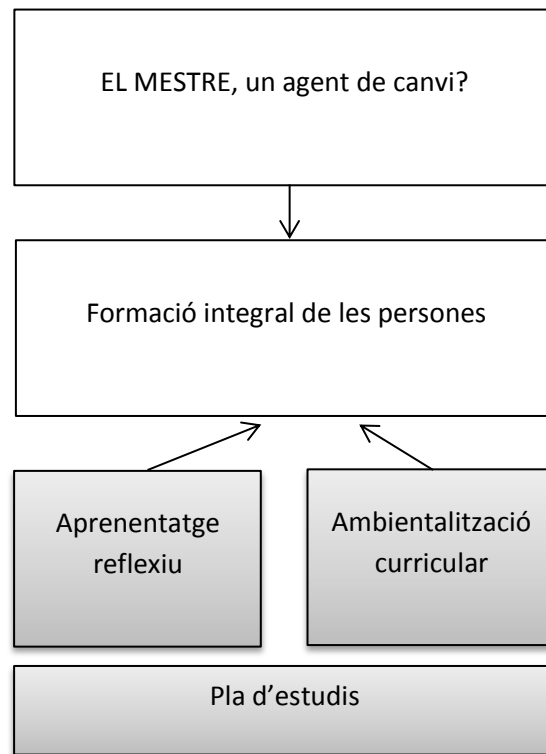 EL MESTRE, un agent de canvi?
Formació integral de les persones
Aprenentatge
reflexiu
Ambientalització
curricular
Pla d’estudis